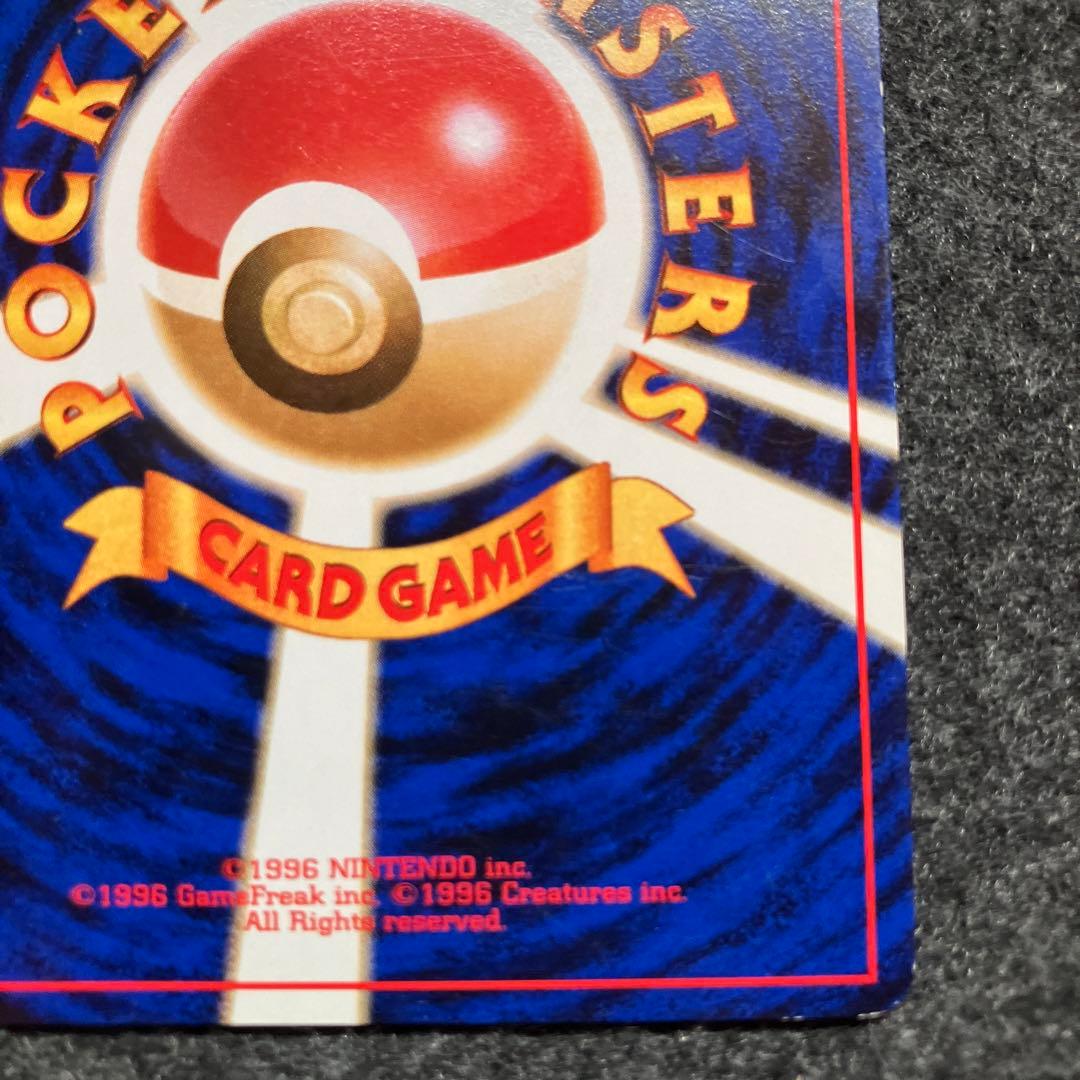 POCKE
STERS
CARD GAME
©1996 NINTENDO inc.
©1996 GameFreak inc. ©1996 Creatures inc.
All Rights reserved.